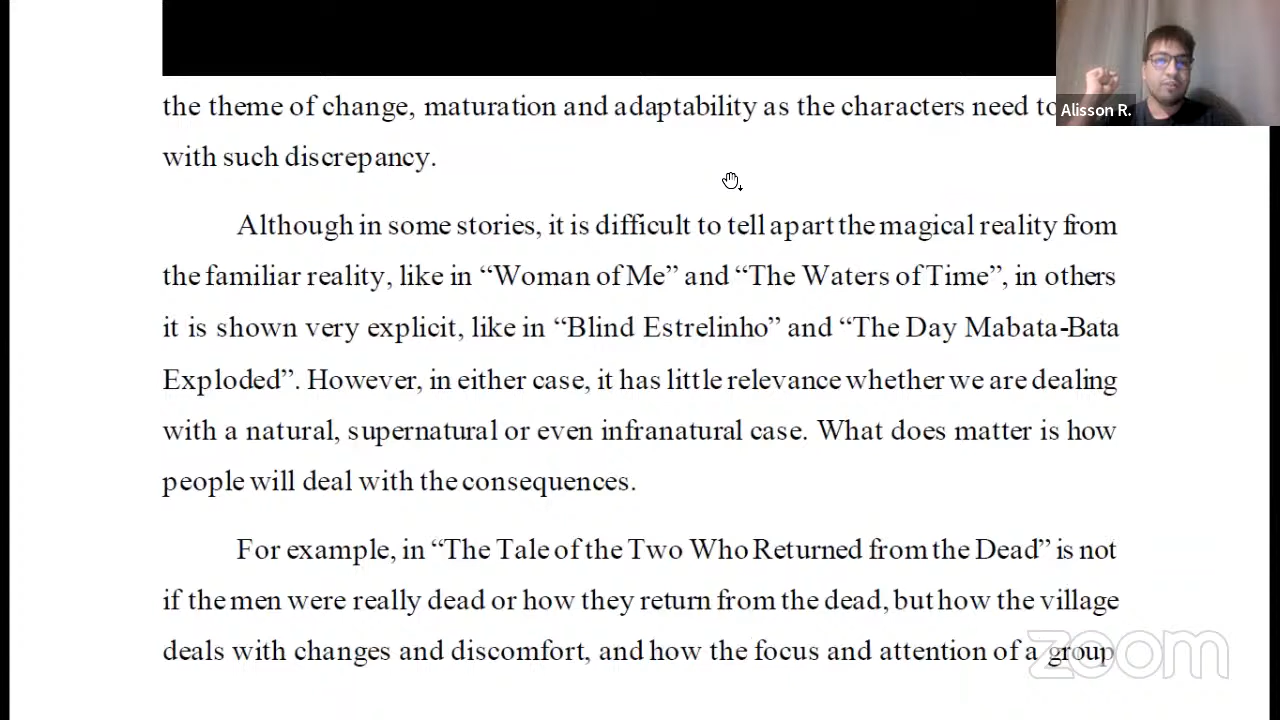 the theme of change, maturation and adaptability as the characters need to
Alisson R.
with such discrepancy.
Although in some stories, it is difficult to tell apart the magical reality from
the familiar reality, like in “Woman of Me” and “The Waters of Time”, in others
it is shown very explicit, like in “Blind Estrelinho” and “The Day Mabata-Bata
Exploded”. However, in either case, it has little relevance whether we are dealing
with a natural, supernatural or even infranatural case. What does matter is how
people will deal with the consequences.
For example, in “The Tale of the Two Who Returned from the Dead” is not
if the men were really dead or how they return from the dead, but how the village
deals with changes and discomfort, and how the focus and attention of a group
zoom